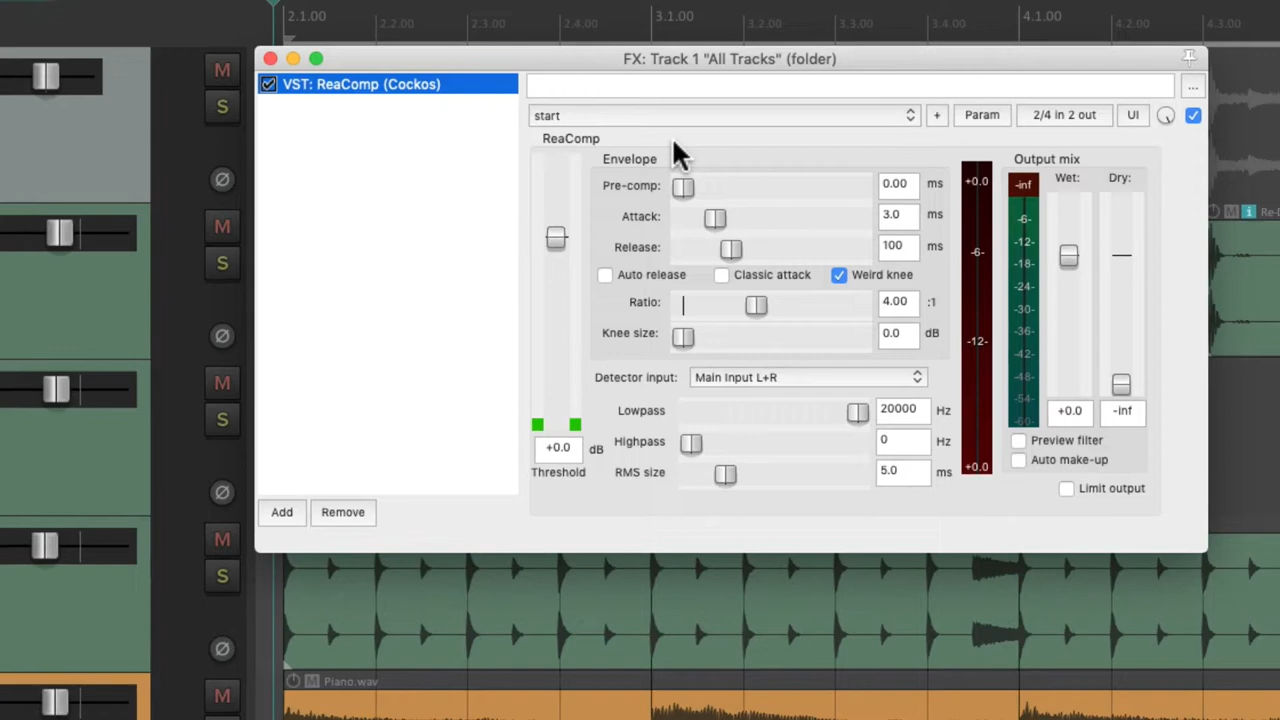 2.1.00 2.2.00 2.3.00 2.4.00 3.1.00 3.2.00 3.3.00 3.4.00 4.1.00 4.2.00 4.3.00
FX: Track 1 "All Tracks" (folder)
VST: ReaComp (Cockos)
...
start
+
Param
2/4 in 2 out
UI
ReaComp
Envelope
Pre-comp: 0.00 ms
Attack: 3.0 ms
Release: 100 ms
Auto release Classic attack Weird knee
Ratio: 4.00 :1
Knee size: 0.0 dB
Detector input: Main Input L+R
Lowpass 20000 Hz
Highpass 0 Hz
RMS size 5.0 ms
+0.0 dB
Threshold
+0.0
-6-
-12-
+0.0
Output mix
Wet: Dry:
-inf
-6-
-12-
-18-
-24-
-30-
-36-
-42-
-48-
-54-
-60-
+0.0 -inf
Preview filter
Auto make-up
Limit output
Add Remove
M
S
M
S
M
S
M
S
M
M i Re-D
M Piano.wav